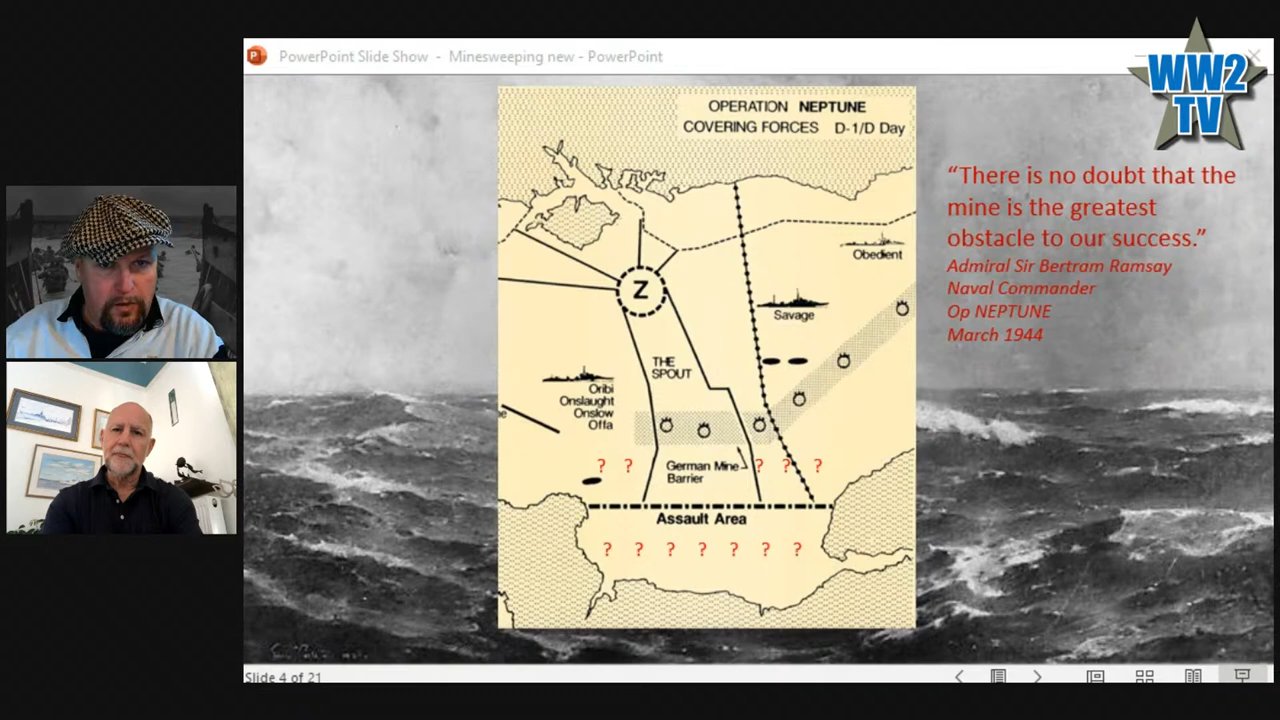 PowerPoint Slide Show - Minesweeping new - PowerPoint
WW2
TV
OPERATION NEPTUNE
COVERING FORCES D-1/D Day
Obedient
Z
Savage
THE
SPOUT
Oribi
Onslaught
Onslow
Offa
e
? ? ? ? ?
German Mine
Barrier
Assault Area
? ? ? ? ? ? ?
“There is no doubt that the
mine is the greatest
obstacle to our success.”
Admiral Sir Bertram Ramsay
Naval Commander
Op NEPTUNE
March 1944
Slide 4 of 21